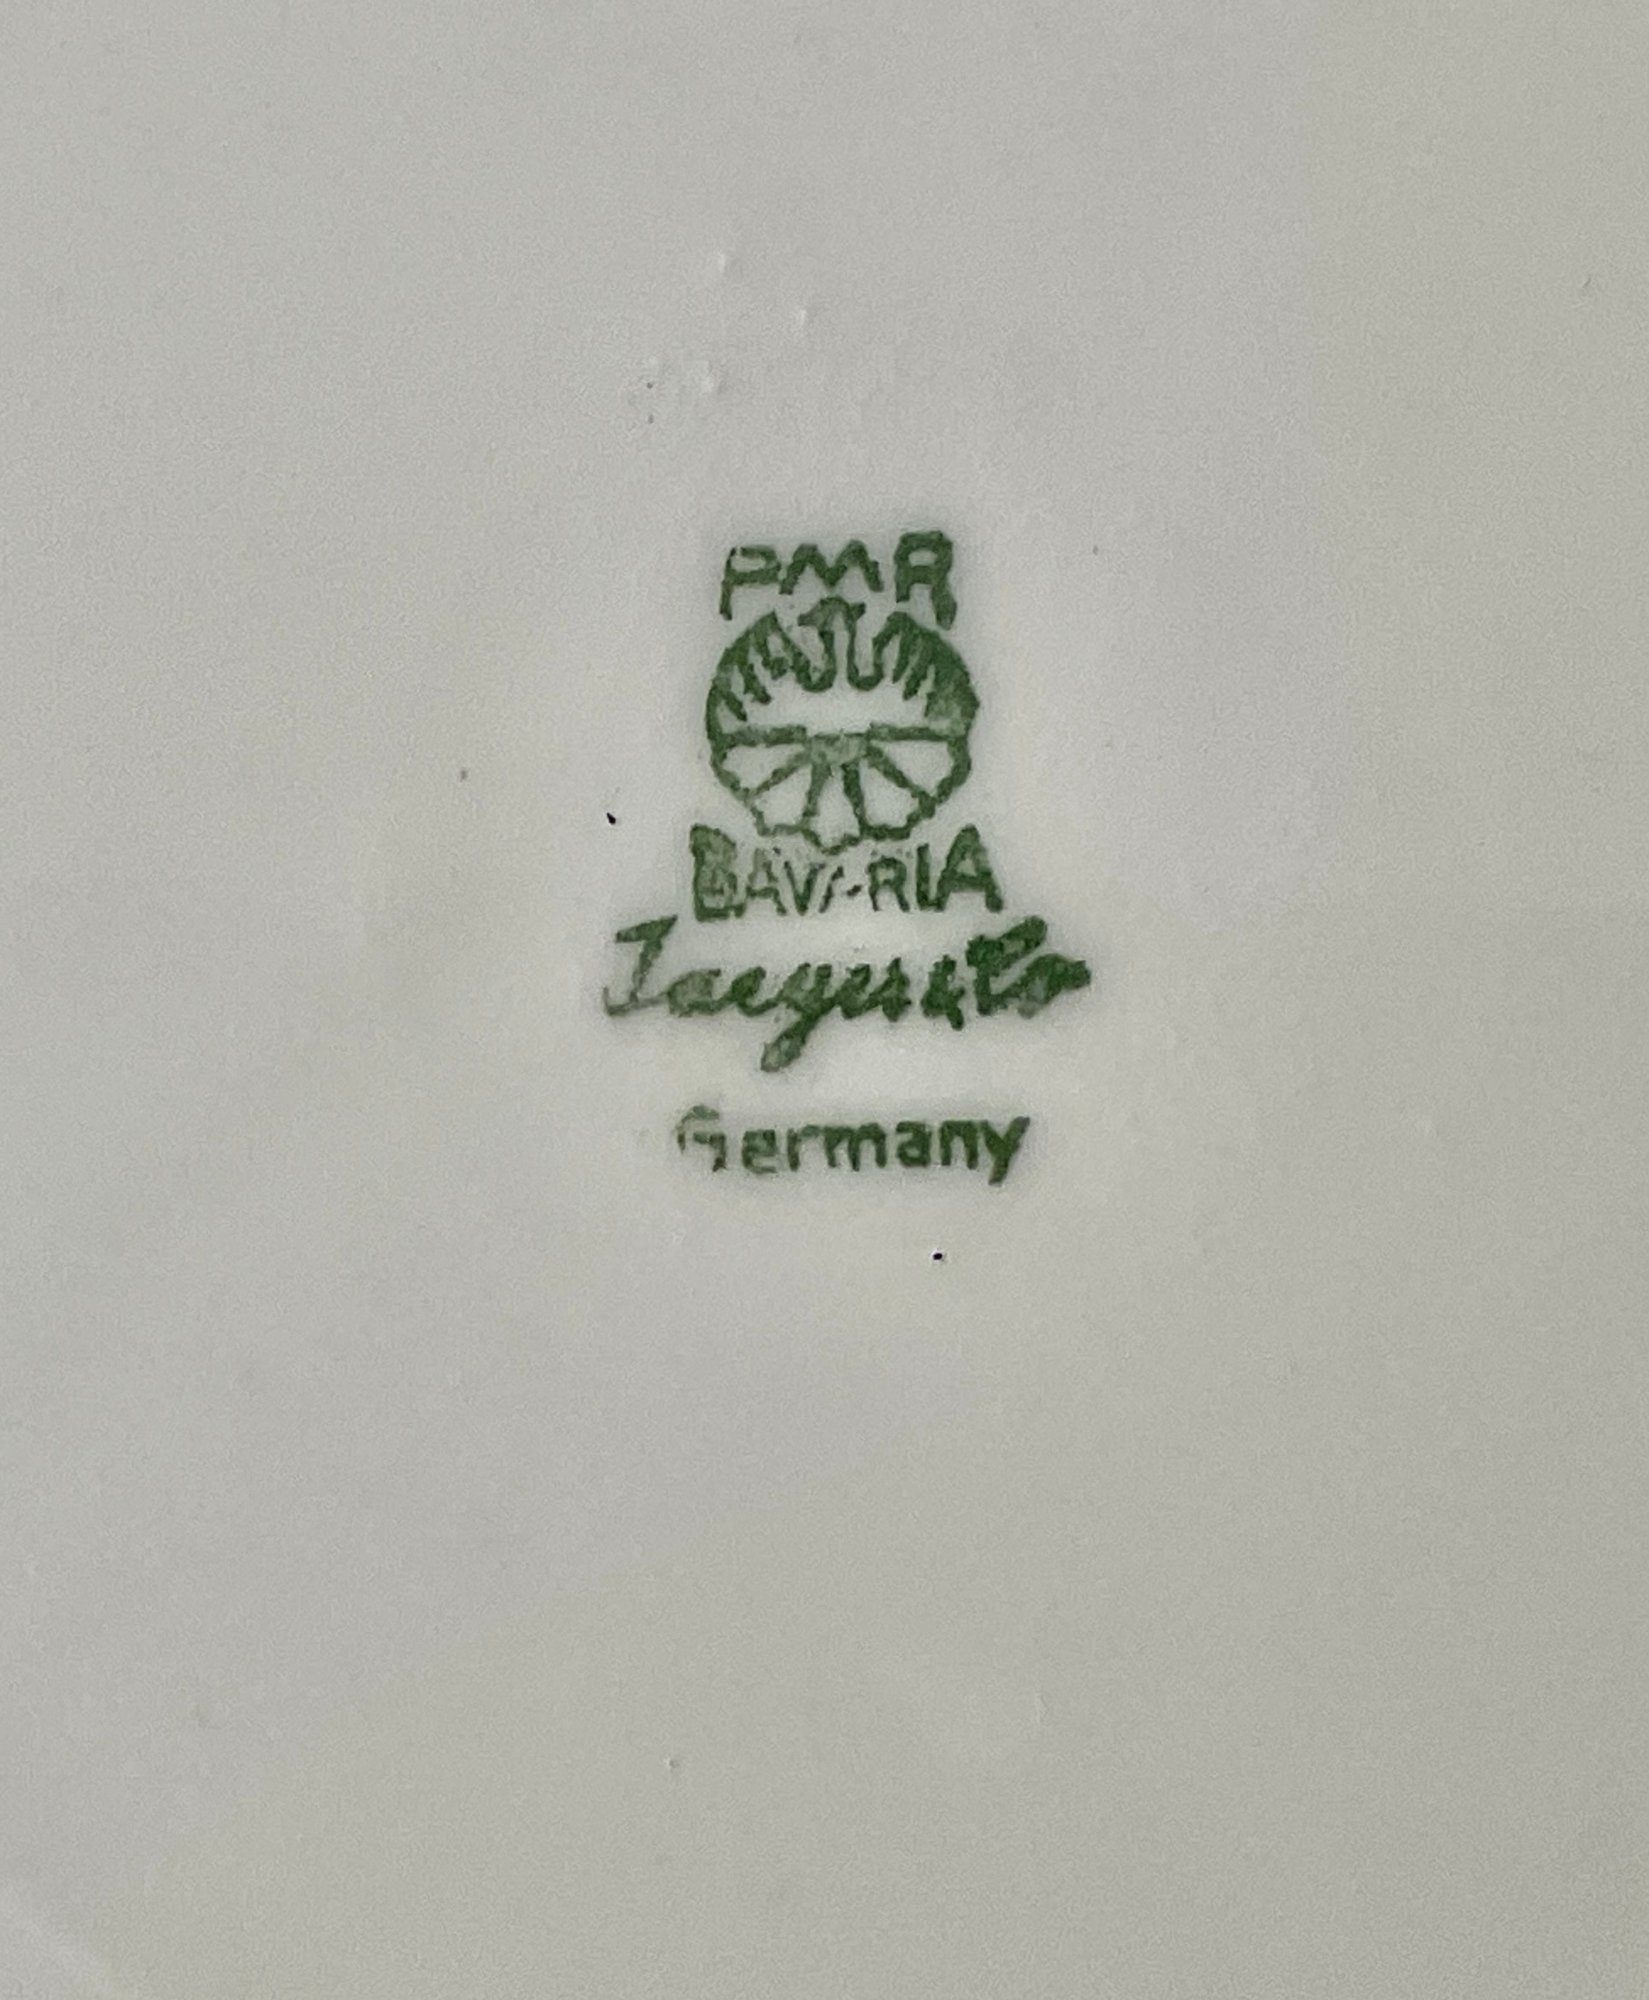 PMR
BAVARIA
Jaeger & Co
Germany